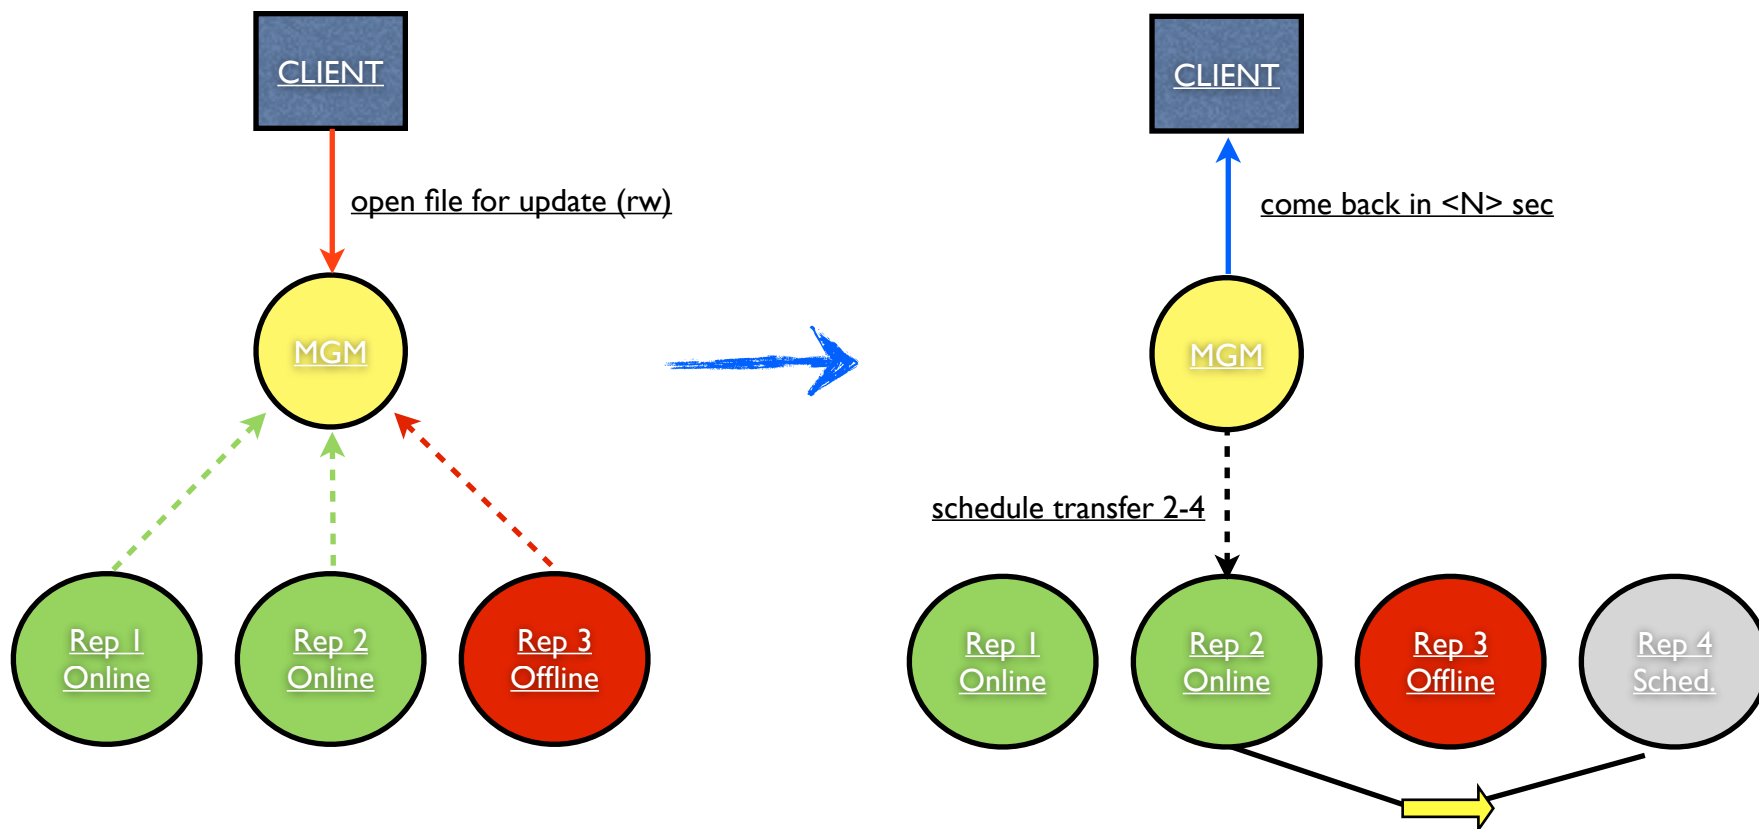 CLIENT
open file for update (rw)
MGM
Rep 1
Online
Rep 2
Online
Rep 3
Offline
CLIENT
come back in <N> sec
MGM
schedule transfer 2-4
Rep 1
Online
Rep 2
Online
Rep 3
Offline
Rep 4
Sched.